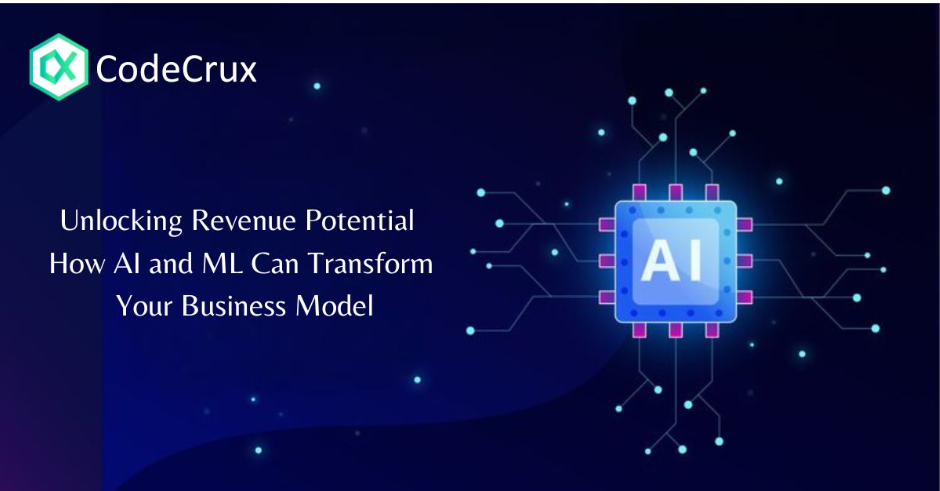 CodeCrux
Unlocking Revenue Potential
How AI and ML Can Transform
Your Business Model
AI